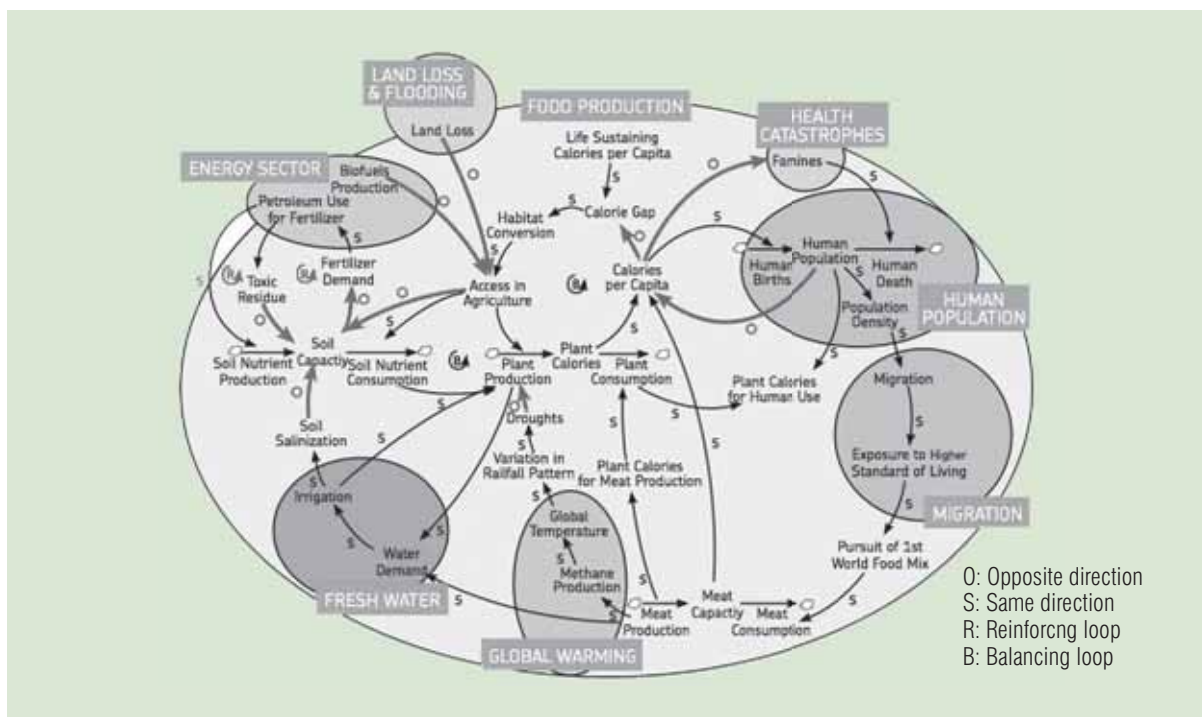 LAND LOSS
& FLOODING
Land Loss
FOOD PRODUCTION
Life Sustaining
Calories per Capita
HEALTH
CATASTROPHES
Famines
ENERGY SECTOR
Biofuels
Production
Petroleum Use
for Fertilizer
Habitat
Conversion
Calorie Gap
Toxic
Residue
Fertilizer
Demand
Access in
Agriculture
Calories
per Capita
Human
Births
Human
Population
Human
Death
Population
Density
HUMAN
POPULATION
Soil Nutrient
Production
Soil
Capactiy
Soil Nutrient
Consumption
Plant
Production
Plant
Calories
Plant
Consumption
Plant Calories
for Human Use
Migration
Exposure to Higher
Standard of Living
MIGRATION
Soil
Salinization
Droughts
Variation in
Railfall Pattern
Plant Calories
for Meat Production
Irrigation
Water
Demand
FRESH WATER
Global
Temperature
Methane
Production
GLOBAL WARMING
Meat
Production
Meat
Capactiy
Meat
Consumption
Pursuit of 1st
World Food Mix
O: Opposite direction
S: Same direction
R: Reinforcng loop
B: Balancing loop